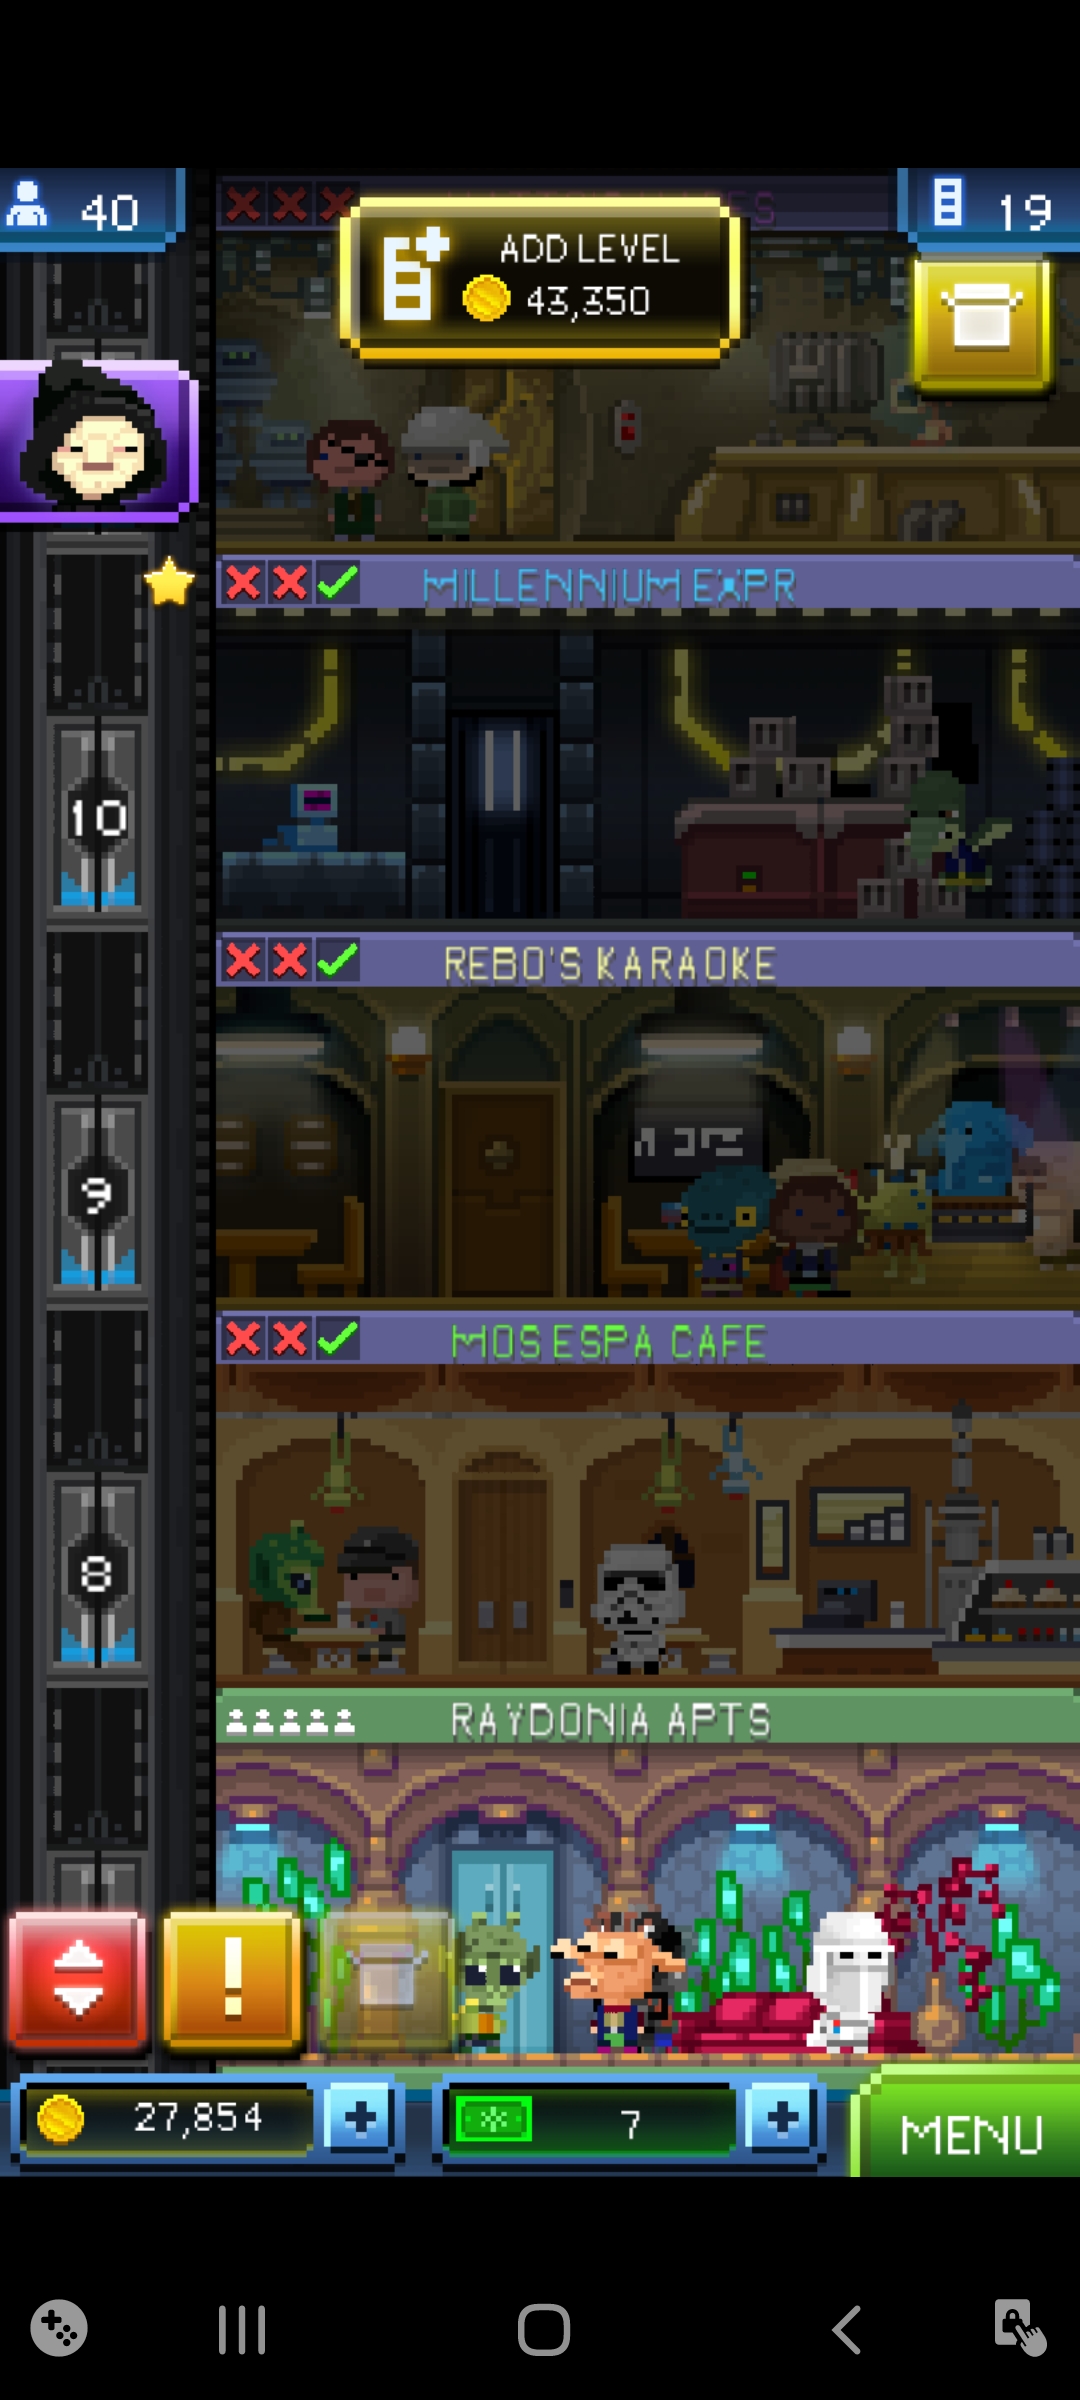 40
19
ADD LEVEL
43,350
MILLENNIUM EXPR
10
REBO'S KARAOKE
9
MOS ESPA CAFE
8
RAYDONIA APTS
!
27,854
7
MENU